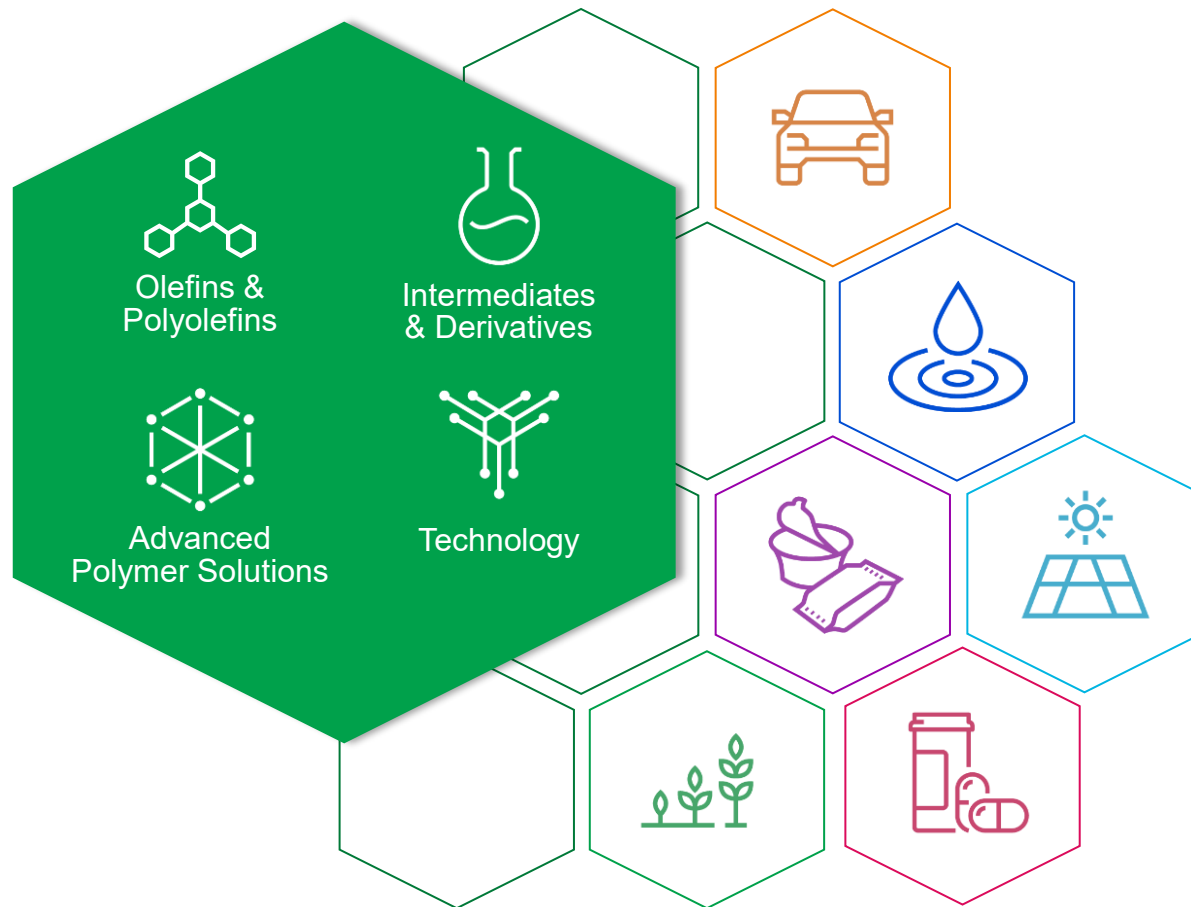 Olefins &
Polyolefins
Intermediates
& Derivatives
Advanced
Polymer Solutions
Technology